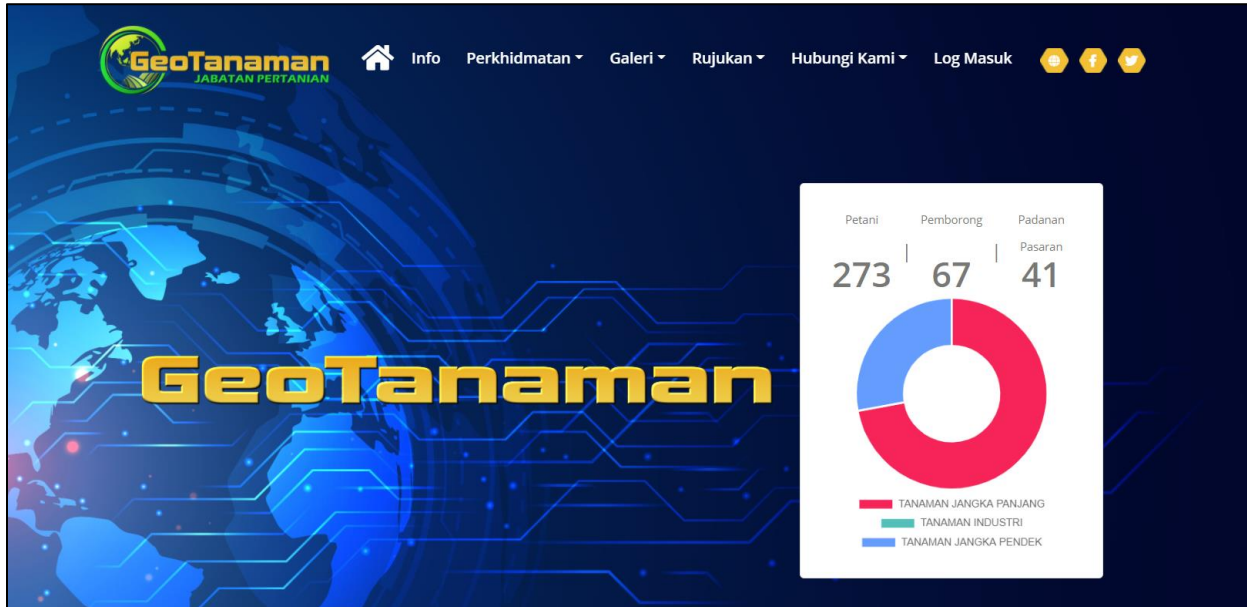 GeoTanaman
JABATAN PERTANIAN
Info Perkhidmatan Galeri Rujukan Hubungi Kami Log Masuk
Petani Pemborong Padanan
Pasaran
273 | 67 | 41
GeoTanaman
TANAMAN JANGKA PANJANG
TANAMAN INDUSTRI
TANAMAN JANGKA PENDEK